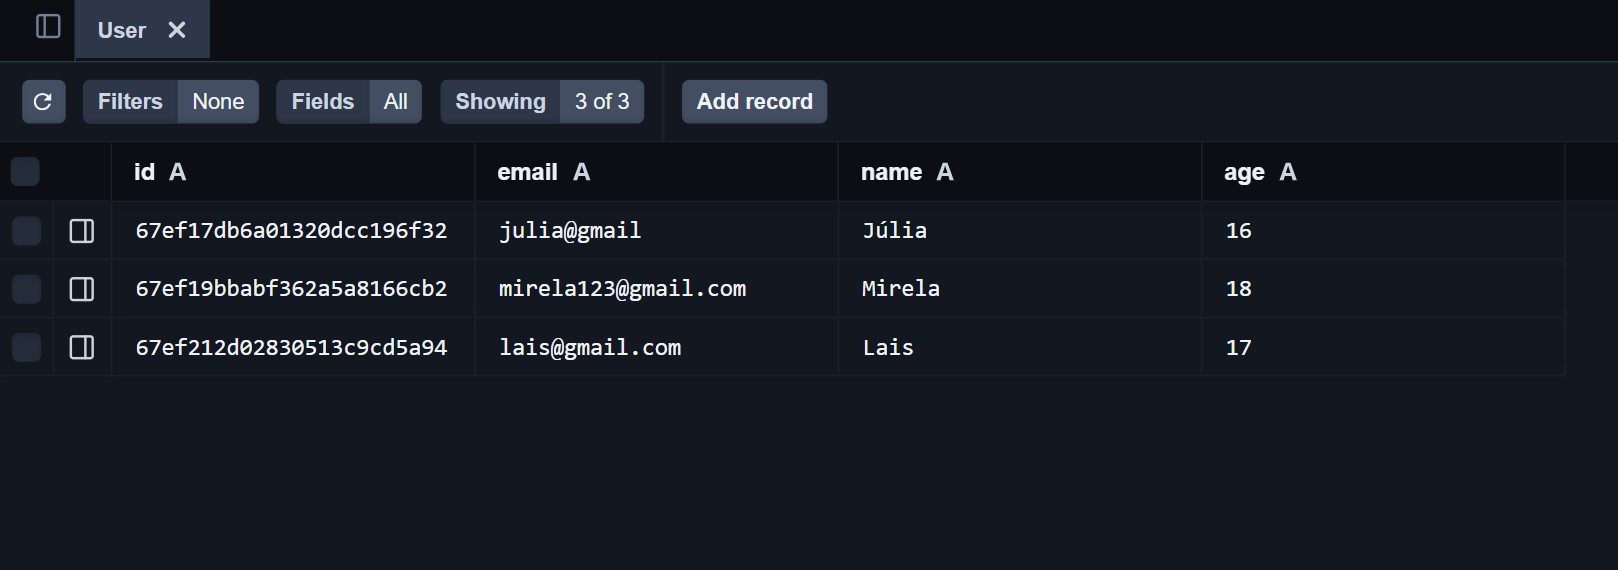 User
Filters None Fields All Showing 3 of 3 Add record
id A email A name A age A
67ef17db6a01320dcc196f32 julia@gmail Júlia 16
67ef19bbabf362a5a8166cb2 mirela123@gmail.com Mirela 18
67ef212d02830513c9cd5a94 lais@gmail.com Lais 17